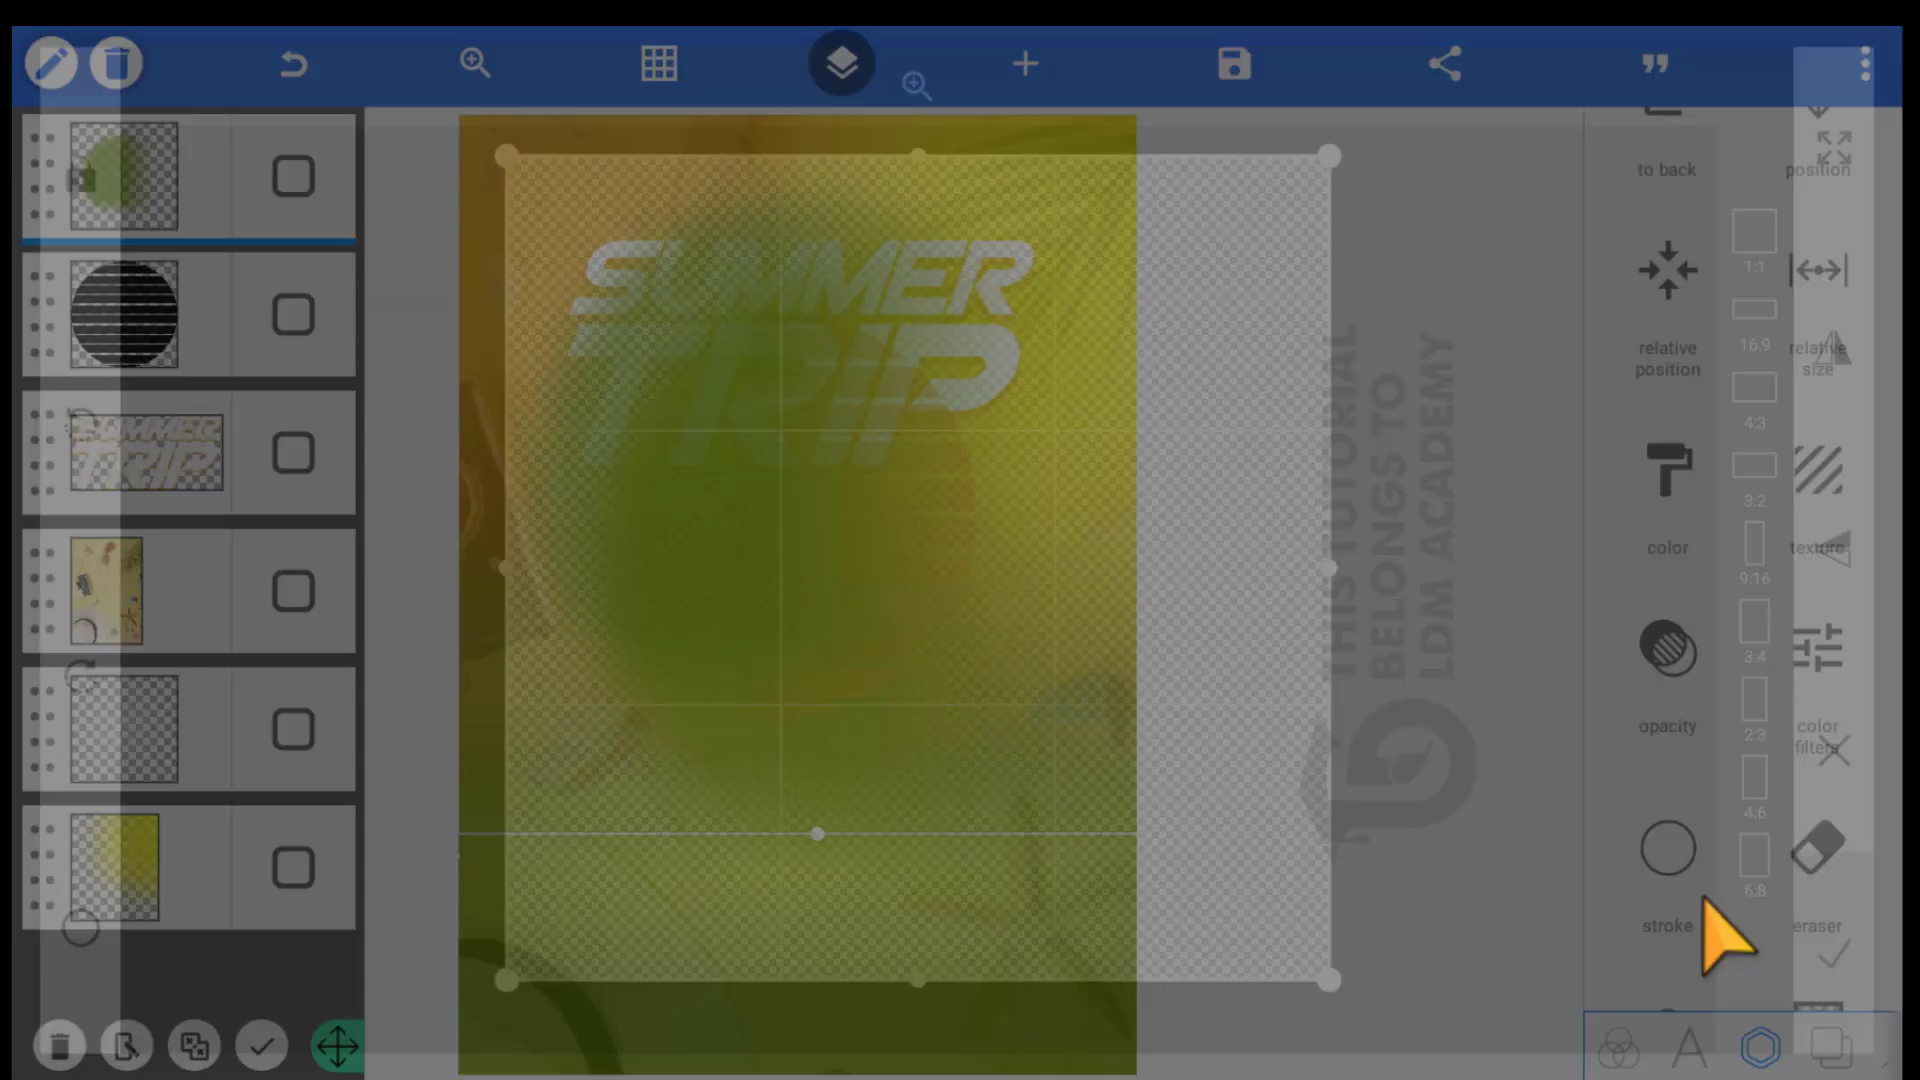 SUMMER
TRIP
SUMMER
TRIP
THIS TUTORIAL
BELONGS TO
LDM ACADEMY
to back
position
relative
position
relative
size
color
texture
opacity
color
filters
stroke
eraser
1:1
16:9
4:3
3:2
9:16
3:4
2:3
4:6
6:8